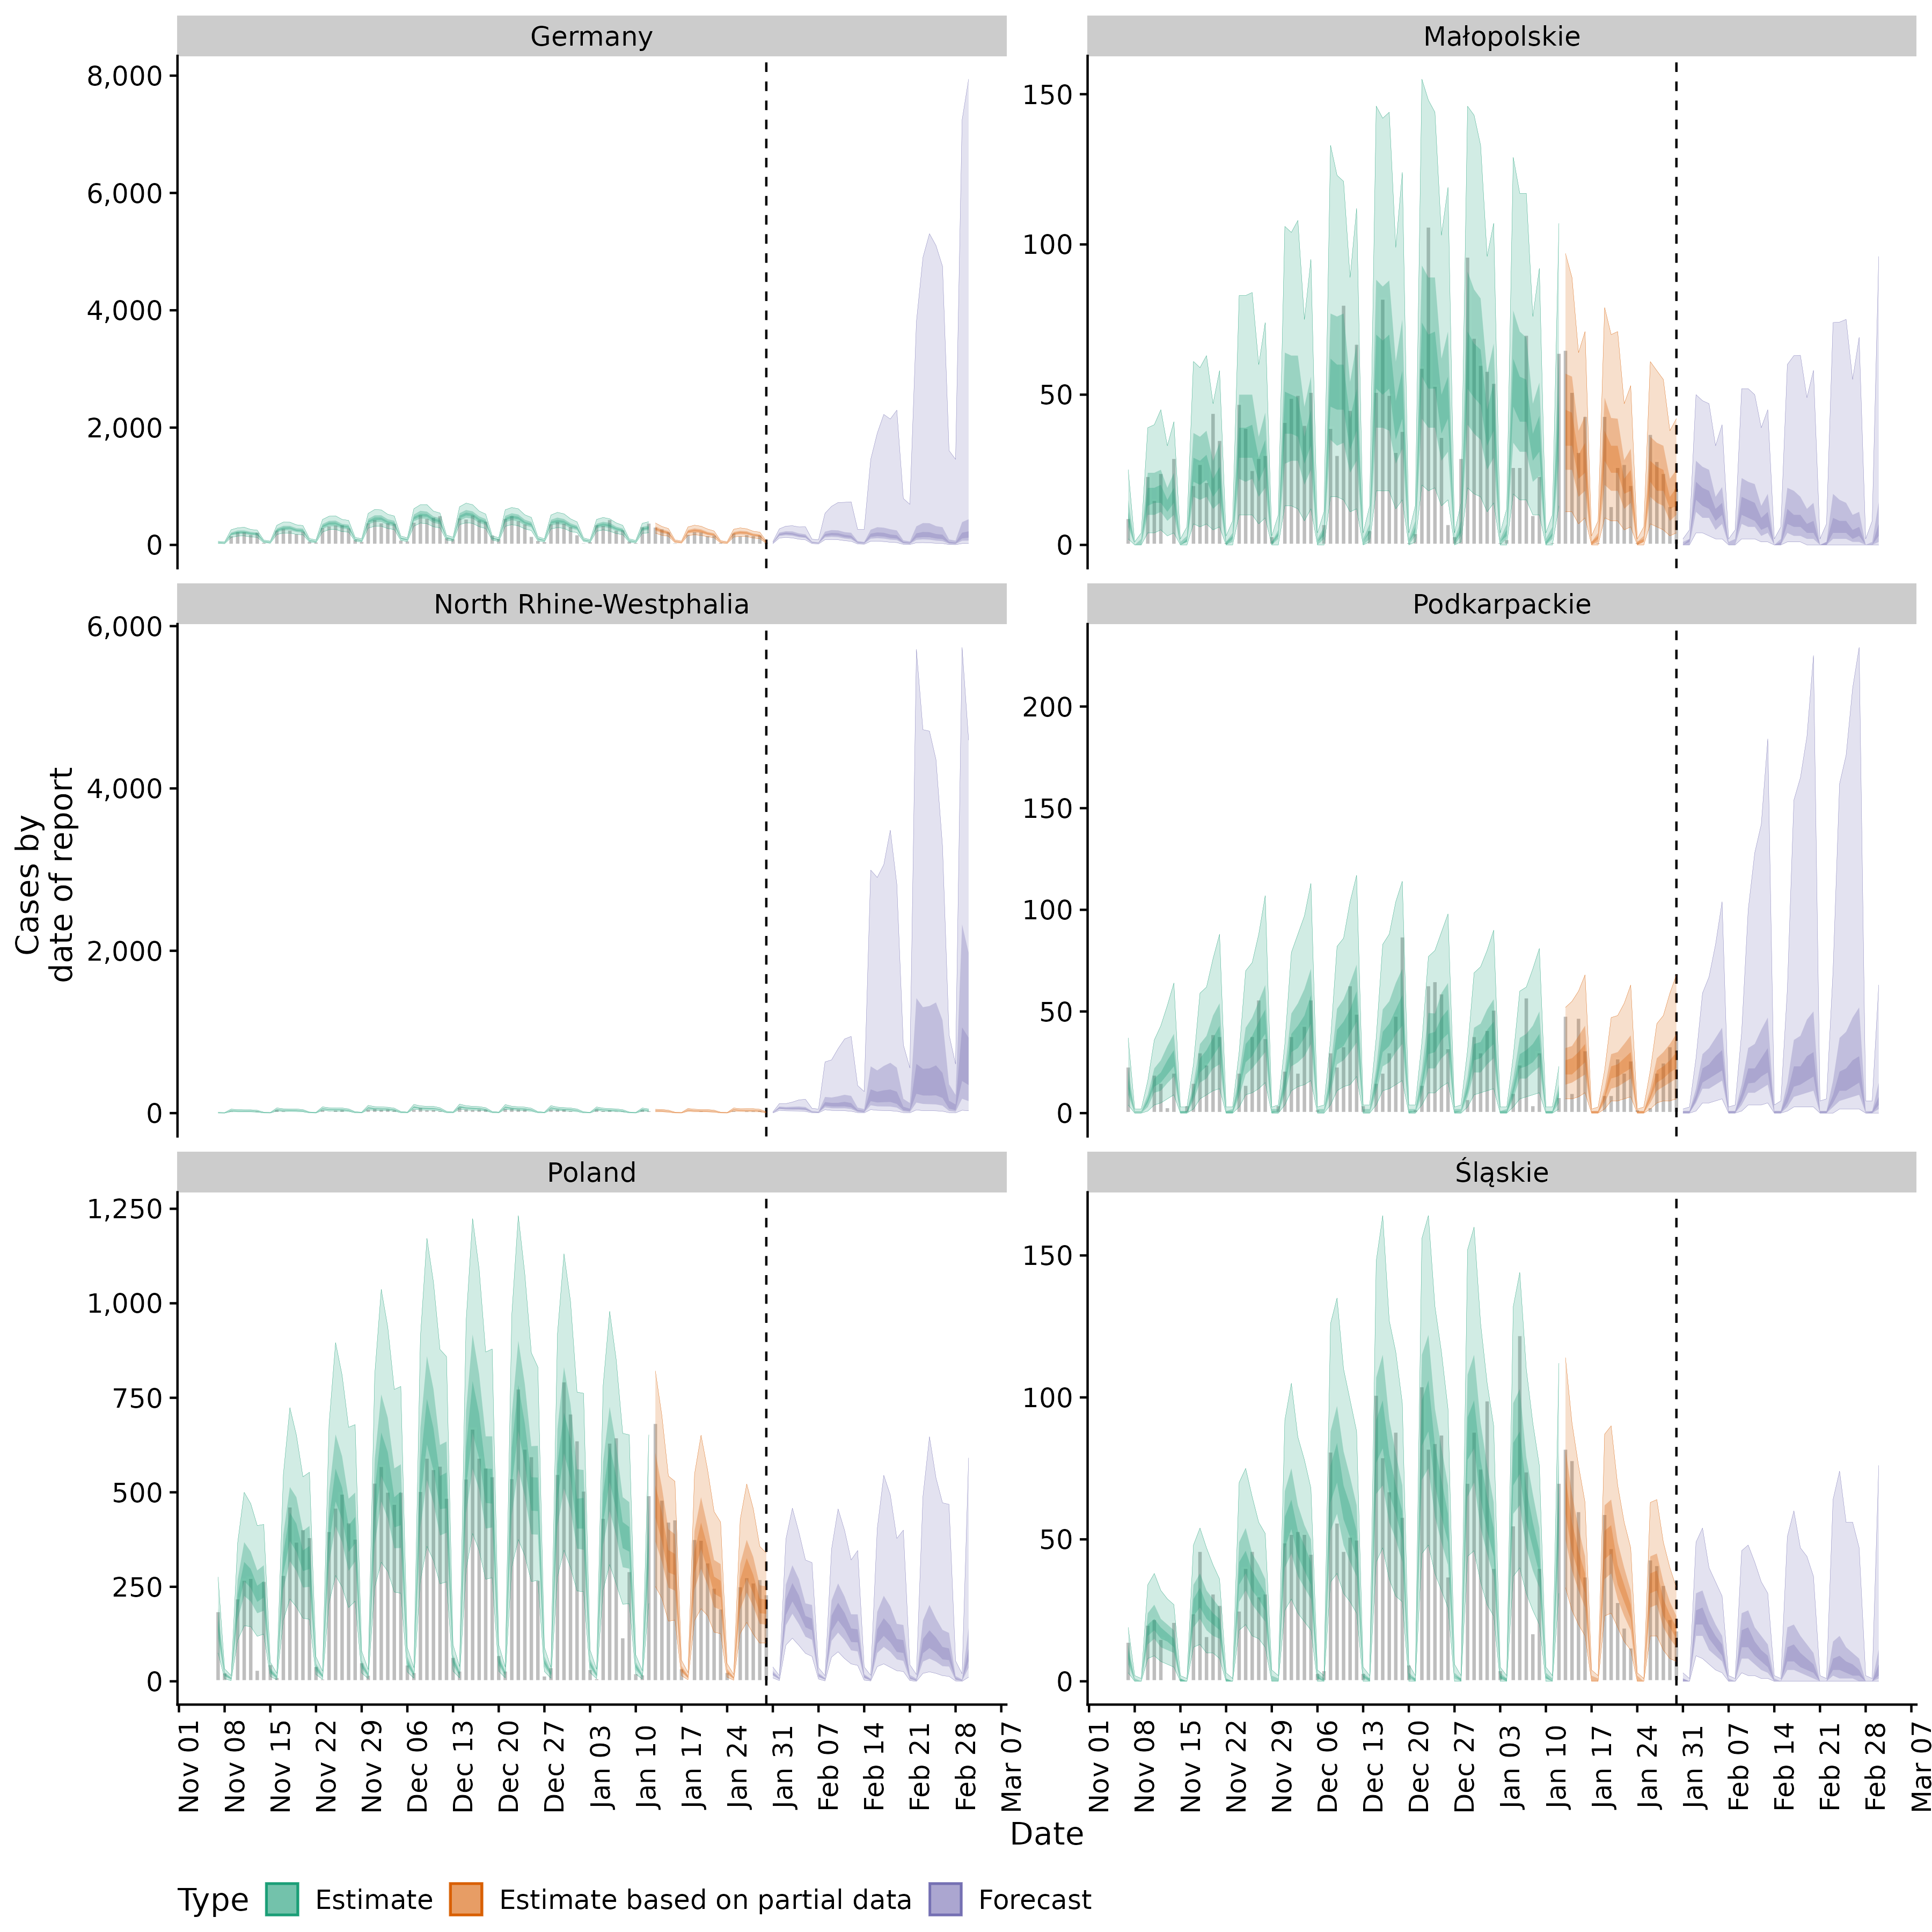 Germany
8,000
6,000
4,000
2,000
0
Małopolskie
150
100
50
0
North Rhine-Westphalia
6,000
4,000
2,000
0
Podkarpackie
200
150
100
50
0
Poland
1,250
1,000
750
500
250
0
Śląskie
150
100
50
0
Cases by
date of report
Nov 01
Nov 08
Nov 15
Nov 22
Nov 29
Dec 06
Dec 13
Dec 20
Dec 27
Jan 03
Jan 10
Jan 17
Jan 24
Jan 31
Feb 07
Feb 14
Feb 21
Feb 28
Mar 07
Nov 01
Nov 08
Nov 15
Nov 22
Nov 29
Dec 06
Dec 13
Dec 20
Dec 27
Jan 03
Jan 10
Jan 17
Jan 24
Jan 31
Feb 07
Feb 14
Feb 21
Feb 28
Mar 07
Date
Type Estimate Estimate based on partial data Forecast